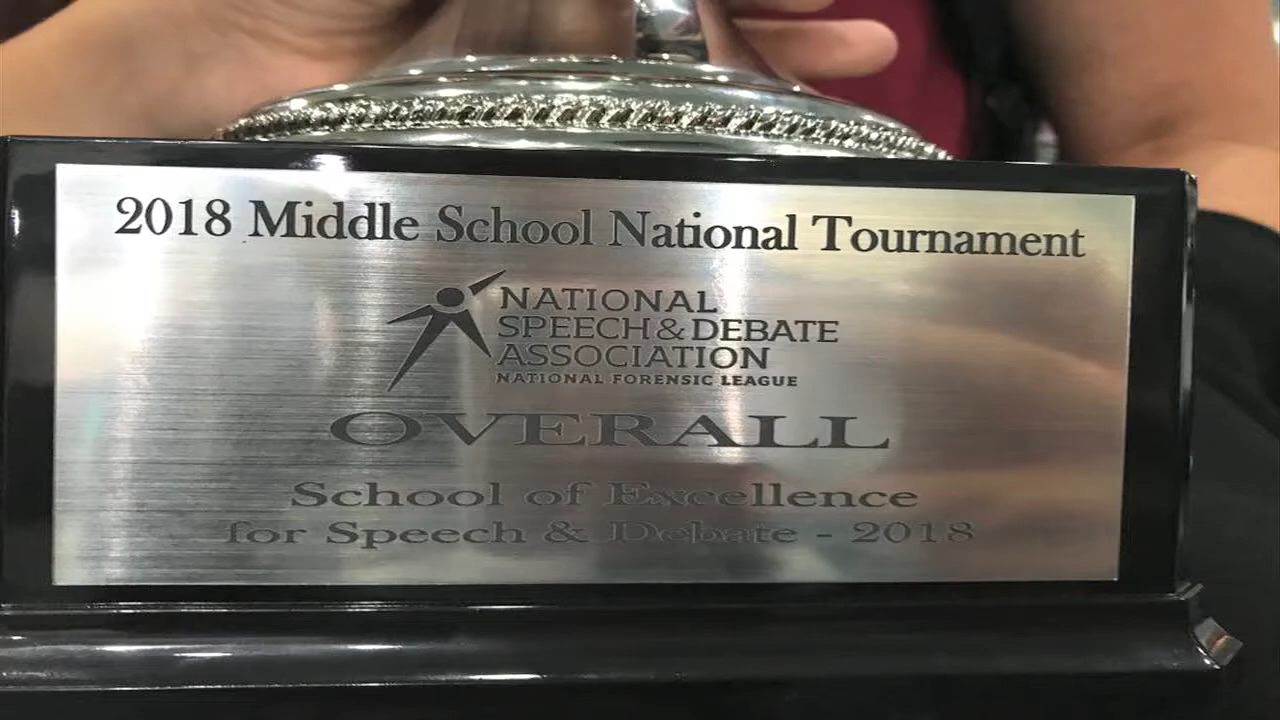 2018 Middle School National Tournament
NATIONAL
SPEECH & DEBATE
ASSOCIATION
NATIONAL FORENSIC LEAGUE
OVERALL
School of Excellence
for Speech & Debate - 2018